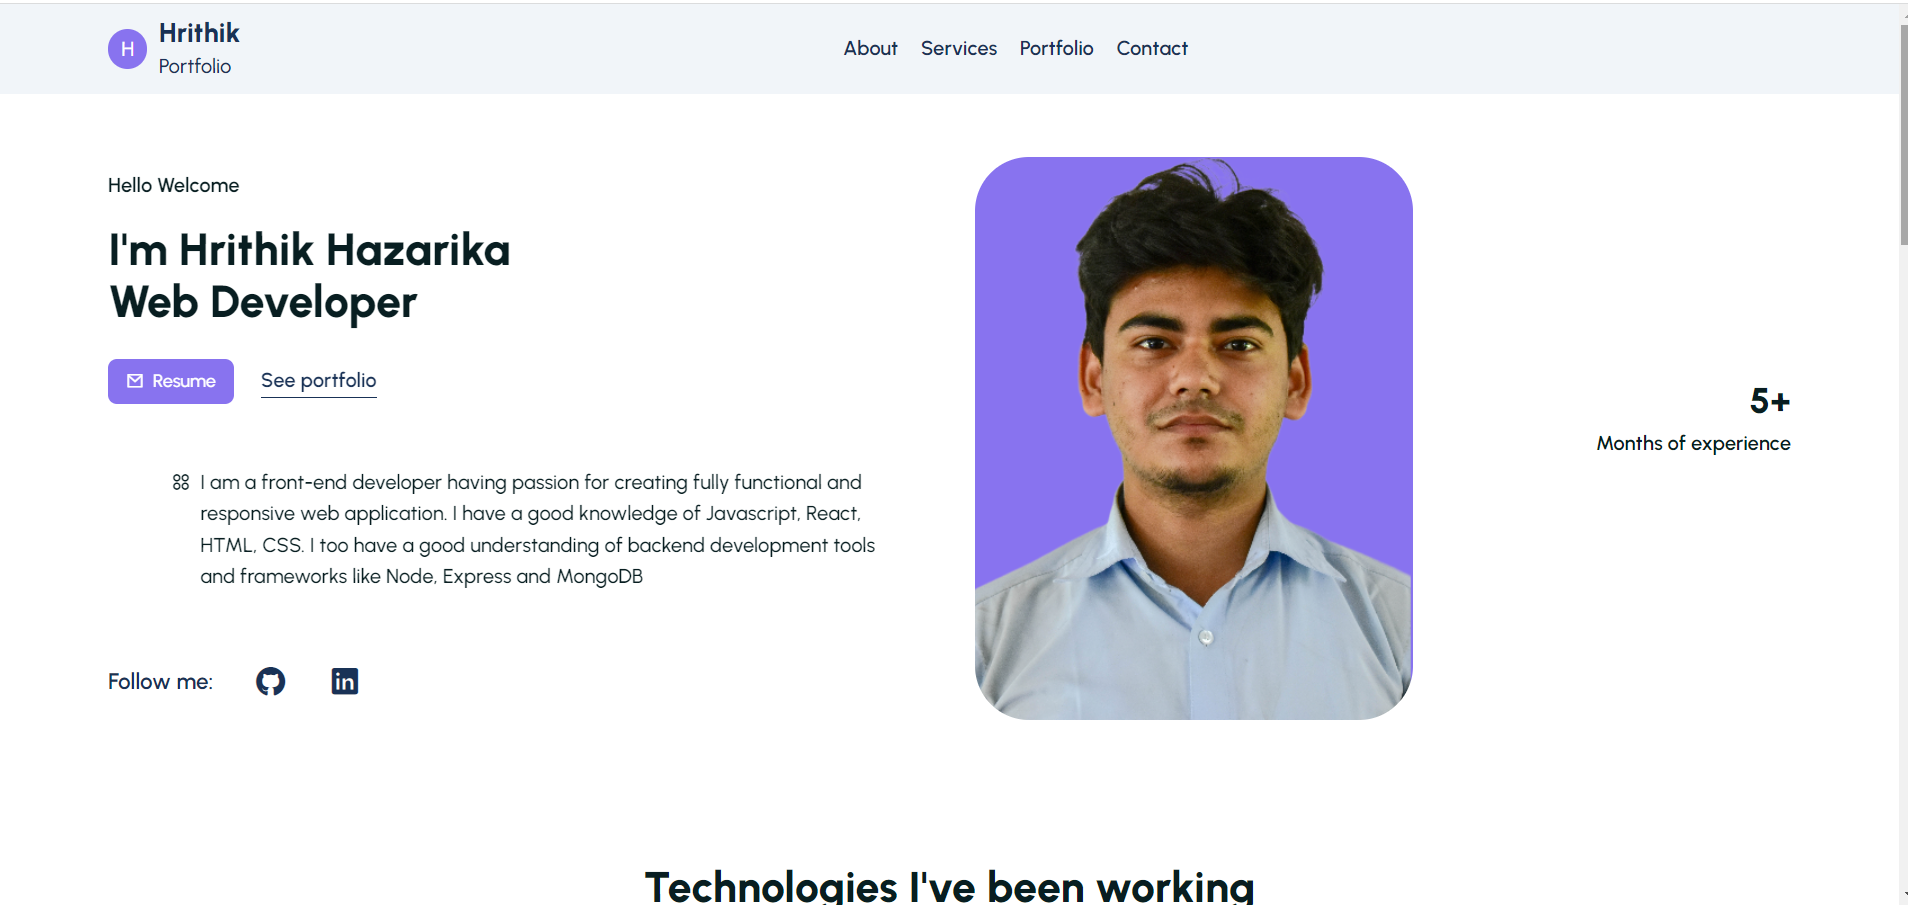 H
Hrithik
Portfolio
About Services Portfolio Contact
Hello Welcome
I'm Hrithik Hazarika
Web Developer
Resume See portfolio
I am a front-end developer having passion for creating fully functional and
responsive web application. I have a good knowledge of Javascript, React,
HTML, CSS. I too have a good understanding of backend development tools
and frameworks like Node, Express and MongoDB
Follow me:
in
5+
Months of experience
Technologies I've been working